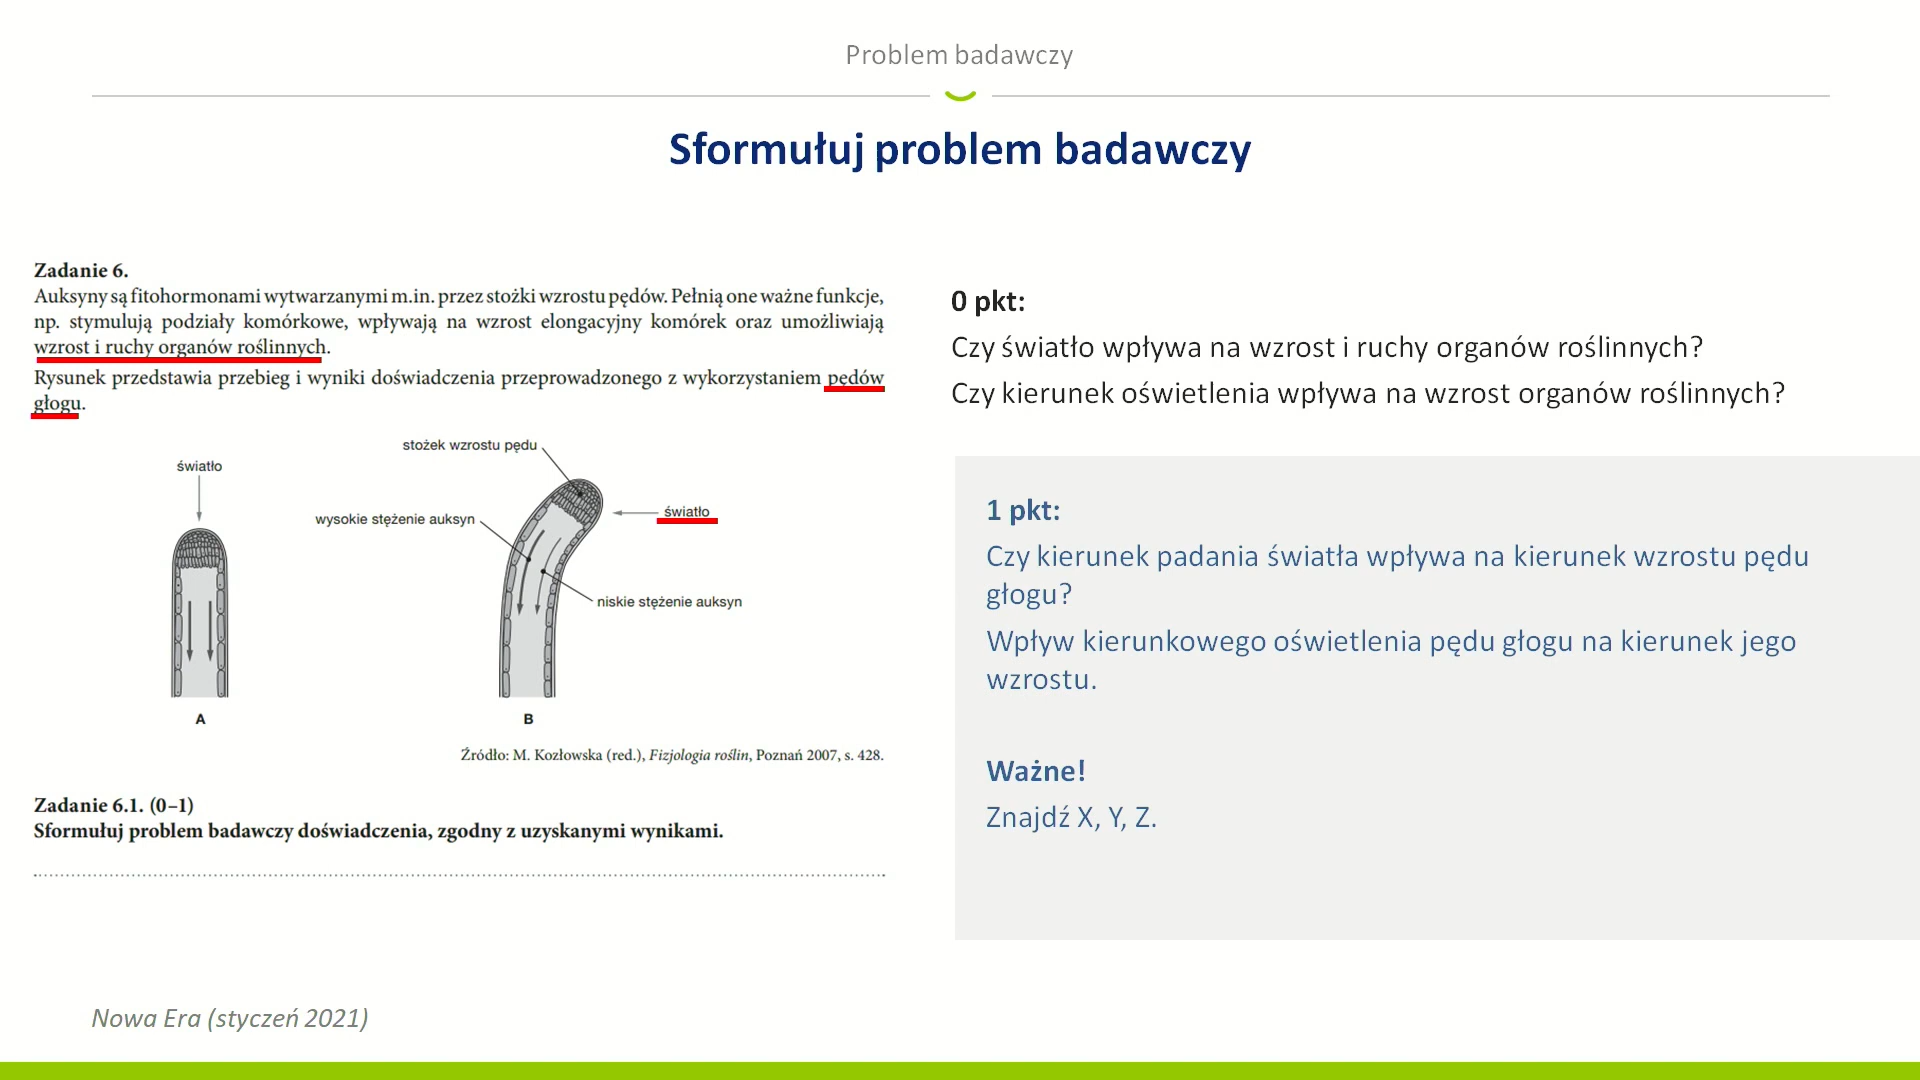 Problem badawczy
Sformułuj problem badawczy
Zadanie 6.
Auksyny są fitohormonami wytwarzanymi m.in. przez stożki wzrostu pędów. Pełnią one ważne funkcje,
np. stymulują podziały komórkowe, wpływają na wzrost elongacyjny komórek oraz umożliwiają
wzrost i ruchy organów roślinnych.
Rysunek przedstawia przebieg i wyniki doświadczenia przeprowadzonego z wykorzystaniem pędów
głogu.
światło
stożek wzrostu pędu
wysokie stężenie auksyn
światło
niskie stężenie auksyn
A
B
Źródło: M. Kozłowska (red.), Fizjologia roślin, Poznań 2007, s. 428.
Zadanie 6.1. (0–1)
Sformułuj problem badawczy doświadczenia, zgodny z uzyskanymi wynikami.
0 pkt:
Czy światło wpływa na wzrost i ruchy organów roślinnych?
Czy kierunek oświetlenia wpływa na wzrost organów roślinnych?
1 pkt:
Czy kierunek padania światła wpływa na kierunek wzrostu pędu
głogu?
Wpływ kierunkowego oświetlenia pędu głogu na kierunek jego
wzrostu.
Ważne!
Znajdź X, Y, Z.
Nowa Era (styczeń 2021)